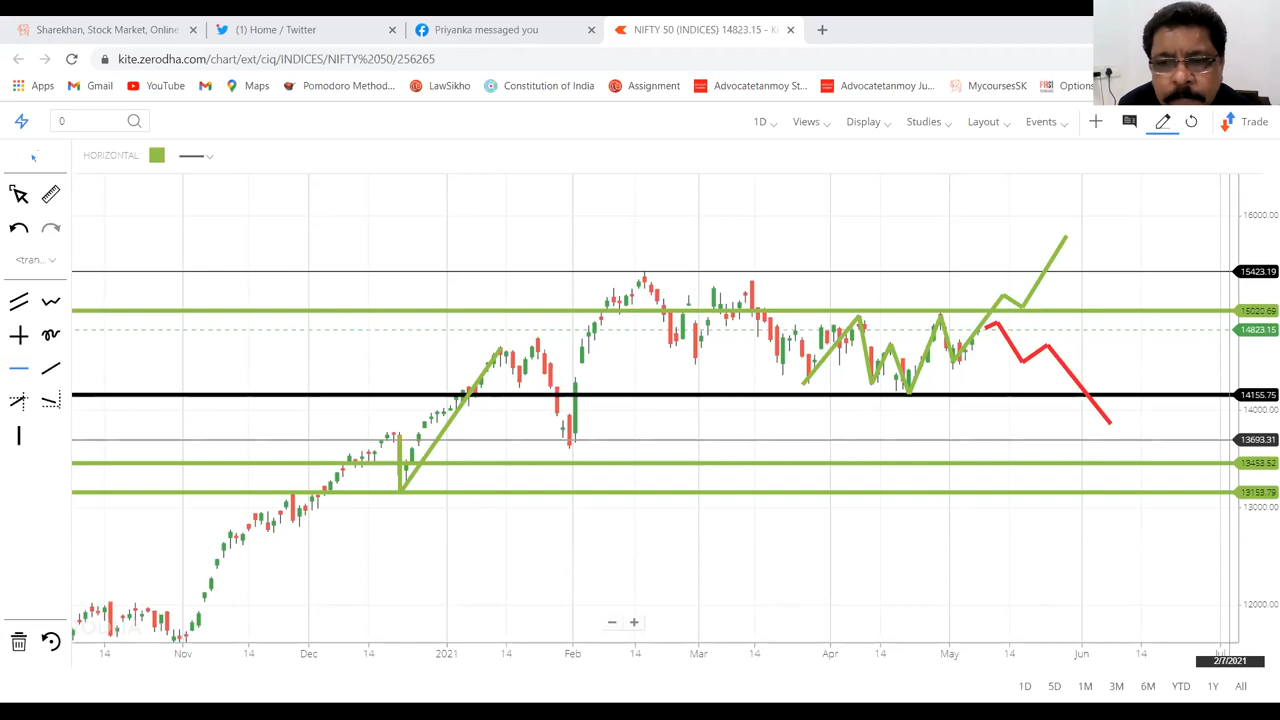 Sharekhan, Stock Market, Online
(1) Home / Twitter
Priyanka messaged you
NIFTY 50 (INDICES) 14823.15 - Ki
kite.zerodha.com/chart/ext/ciq/INDICES/NIFTY%2050/256265
Apps
Gmail
YouTube
Maps
Pomodoro Method...
LawSikho
Constitution of India
Assignment
Advocatetanmoy St...
Advocatetanmoy Ju...
MycoursesSK
Options
0
1D
Views
Display
Studies
Layout
Events
Trade
HORIZONTAL:
<tran...
16000.00
15423.19
15020.69
14823.15
14155.75
14000.00
13693.31
13453.52
13153.79
13000.00
12000.00
14
Nov
14
Dec
14
2021
14
Feb
14
Mar
14
Apr
14
May
14
Jun
14
Jul
2/7/2021
1D
5D
1M
3M
6M
YTD
1Y
All